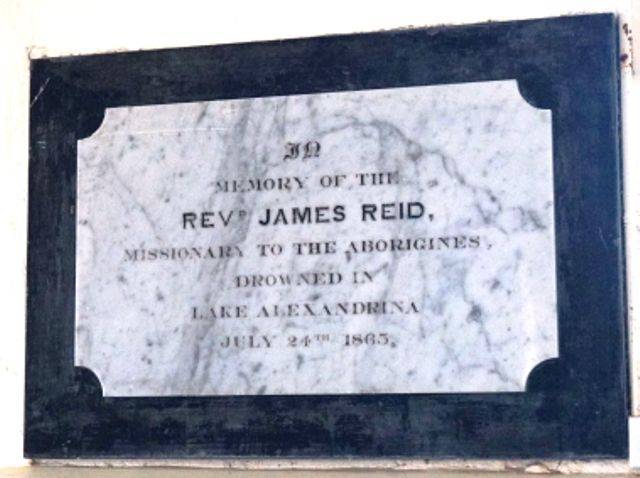 IN
MEMORY OF THE
REVD JAMES REID,
MISSIONARY TO THE ABORIGINES,
DROWNED IN
LAKE ALEXANDRINA
JULY 24TH 1863.